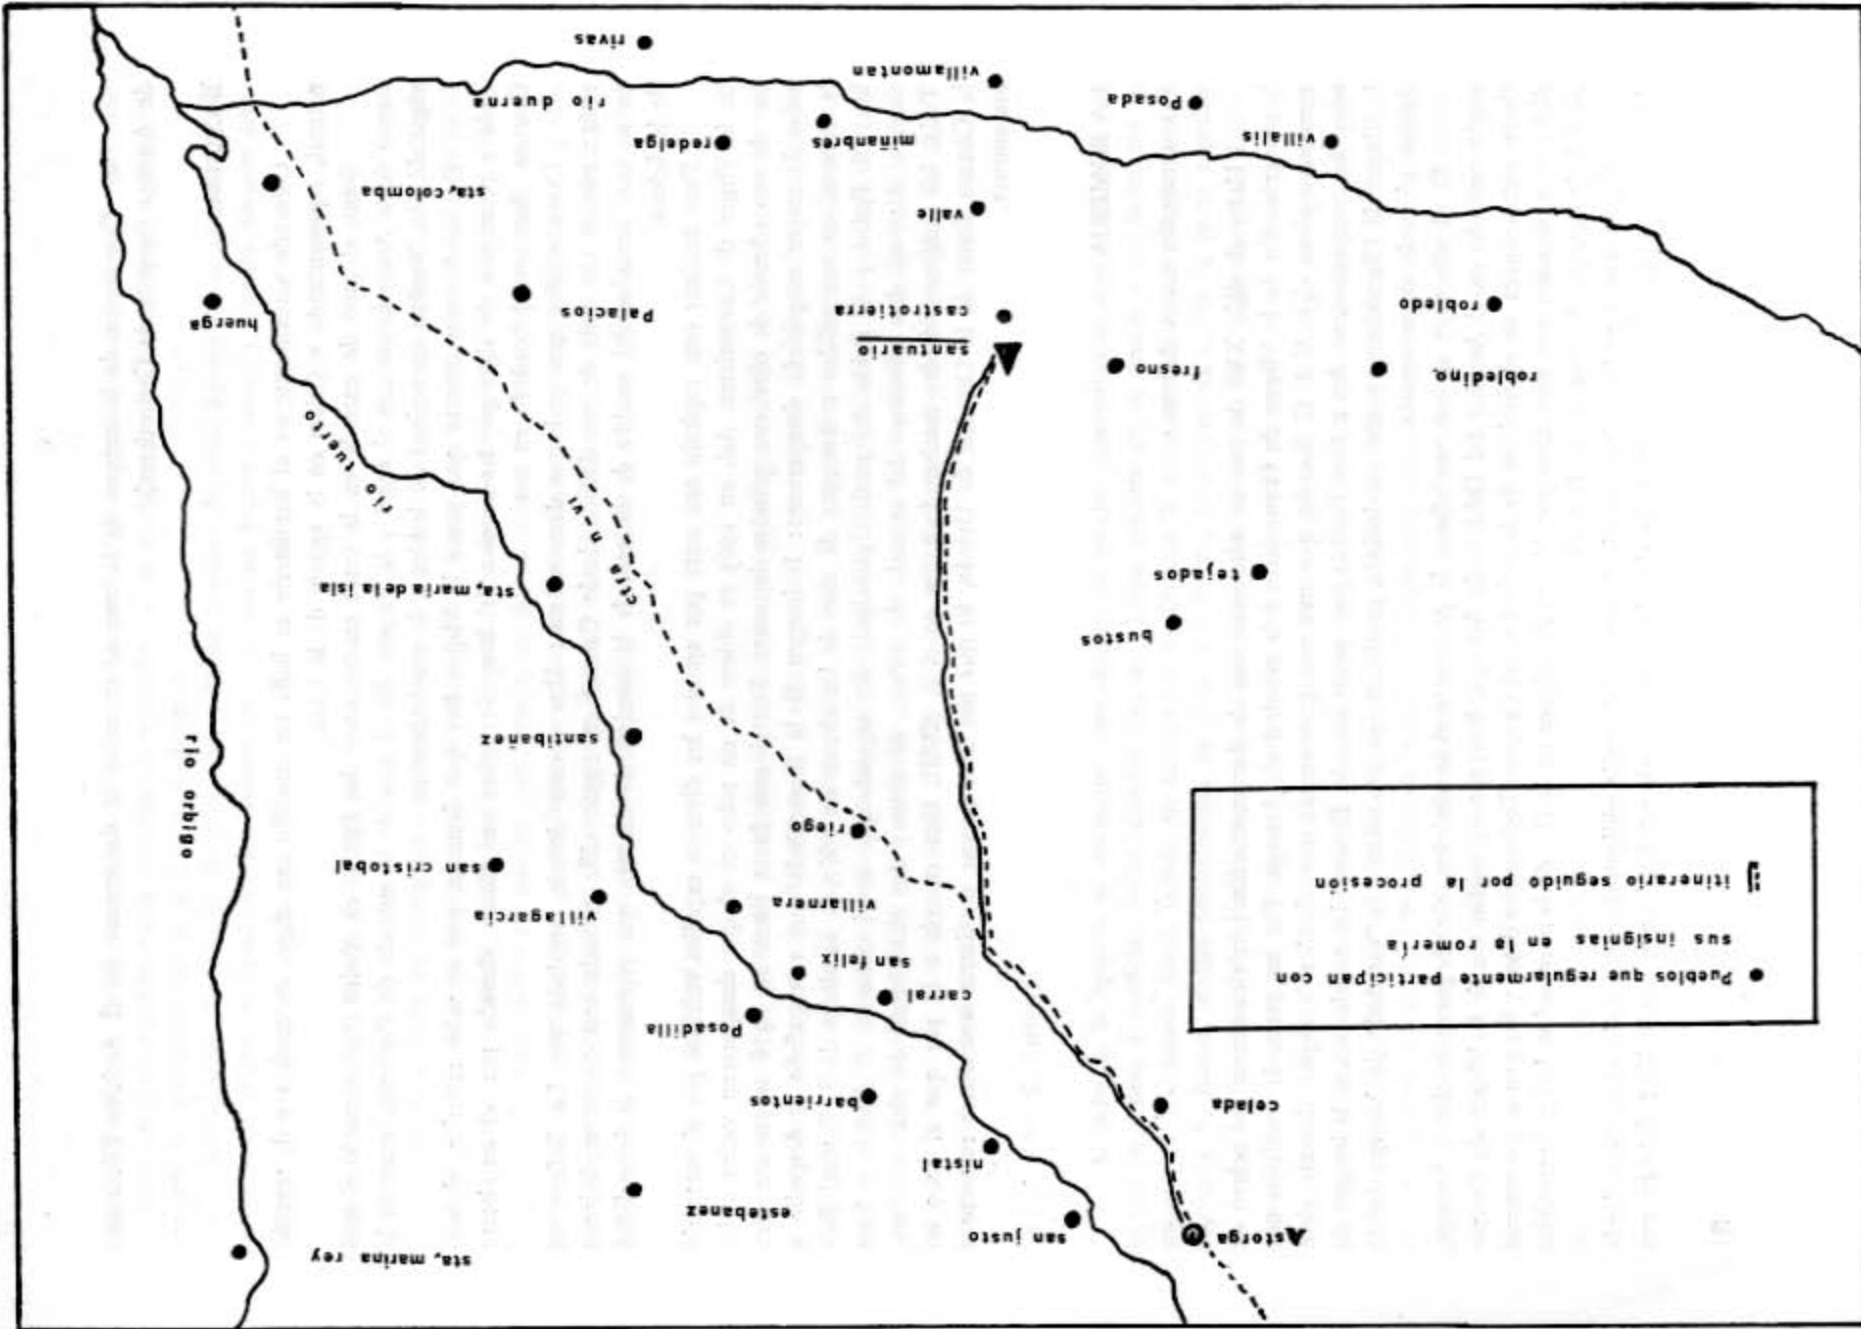 Astorga
san justo
sta, marina rey
estebanez
nistal
celada
barrientos
Posadilla
carral
san felix
Pueblos que regularmente participan con
sus insignias en la romería
itinerario seguido por la procesión
villarnera
villagarcia
san cristobal
riego
rio orbigo
santibañez
bustos
tejados
ctra n-vi
sta, maria de la isla
río tuerto
robledino,
fresno
santuario
castrotierra
robledo
Palacios
huerga
valle
sta, colomba
villalis
miñanbres
redelga
Posada
río duerna
villamontan
rivas